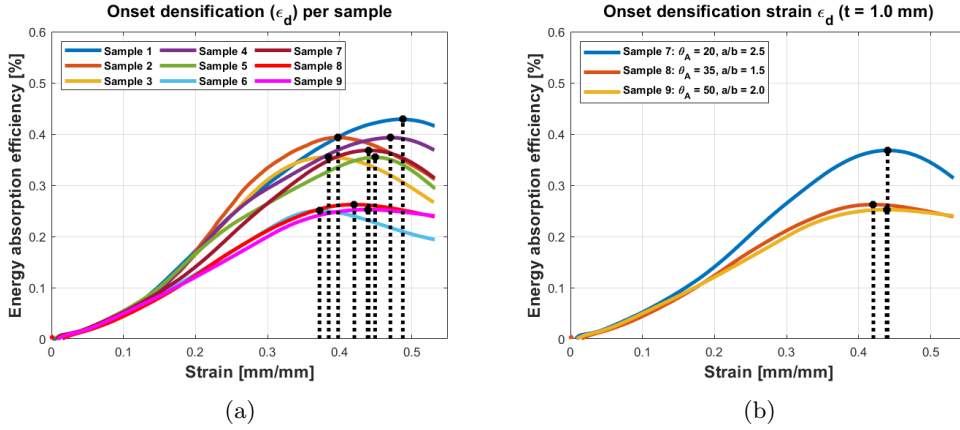 Onset densification (ϵd) per sample
Energy absorption efficiency [%]
0.6
0.5
0.4
0.3
0.2
0.1
0
Sample 1 Sample 4 Sample 7
Sample 2 Sample 5 Sample 8
Sample 3 Sample 6 Sample 9
0 0.1 0.2 0.3 0.4 0.5
Strain [mm/mm]
(a)
Onset densification strain ϵd (t = 1.0 mm)
Energy absorption efficiency [%]
0.6
0.5
0.4
0.3
0.2
0.1
0
Sample 7: θA = 20, a/b = 2.5
Sample 8: θA = 35, a/b = 1.5
Sample 9: θA = 50, a/b = 2.0
0 0.1 0.2 0.3 0.4 0.5
Strain [mm/mm]
(b)